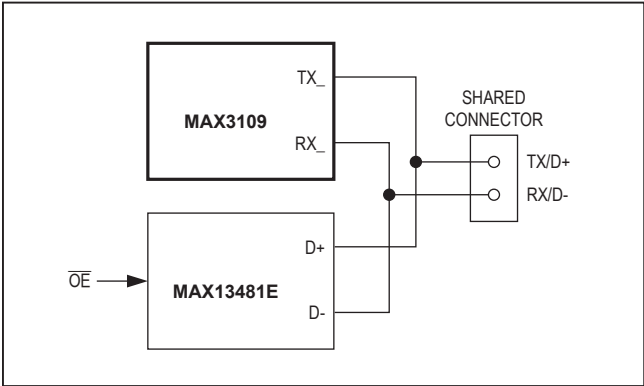 TX_
MAX3109
RX_
SHARED
CONNECTOR
TX/D+
RX/D-
D+
OE
MAX13481E
D-